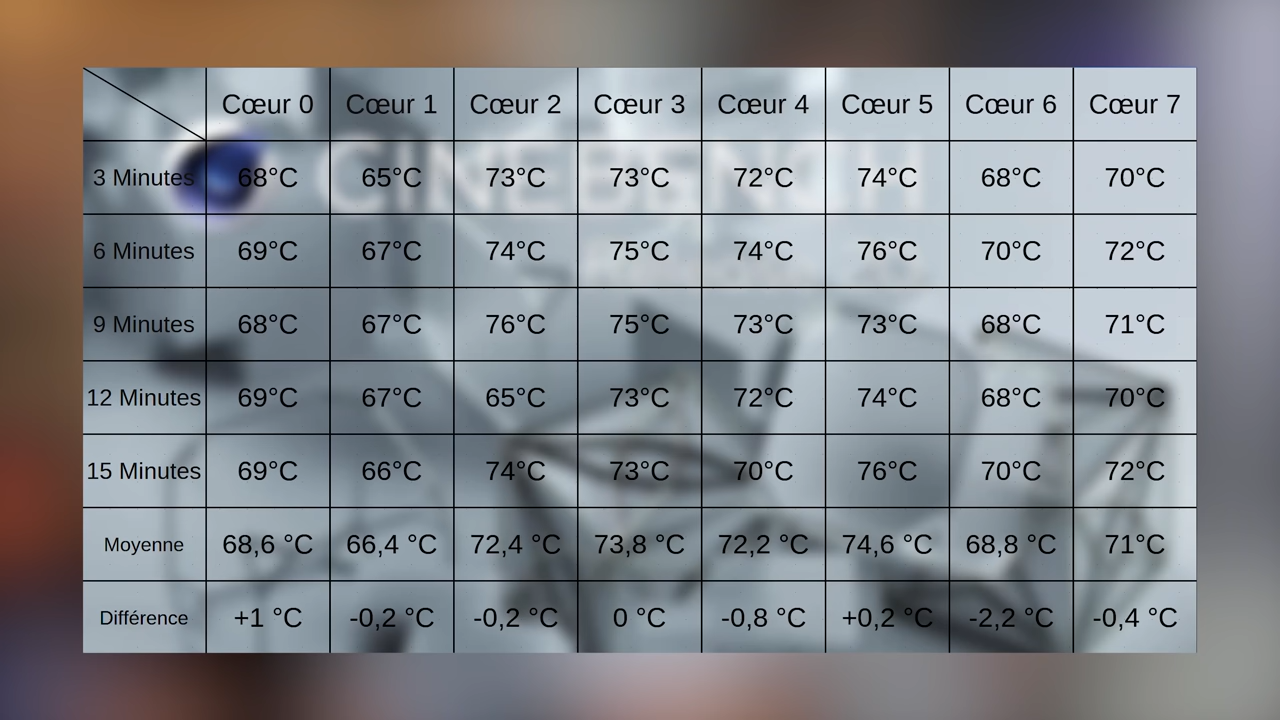 Cœur 0 Cœur 1 Cœur 2 Cœur 3 Cœur 4 Cœur 5 Cœur 6 Cœur 7
3 Minutes 68°C 65°C 73°C 73°C 72°C 74°C 68°C 70°C
6 Minutes 69°C 67°C 74°C 75°C 74°C 76°C 70°C 72°C
9 Minutes 68°C 67°C 76°C 75°C 73°C 73°C 68°C 71°C
12 Minutes 69°C 67°C 65°C 73°C 72°C 74°C 68°C 70°C
15 Minutes 69°C 66°C 74°C 73°C 70°C 76°C 70°C 72°C
Moyenne 68,6 °C 66,4 °C 72,4 °C 73,8 °C 72,2 °C 74,6 °C 68,8 °C 71°C
Différence +1 °C -0,2 °C -0,2 °C 0 °C -0,8 °C +0,2 °C -2,2 °C -0,4 °C
CINEBENCH